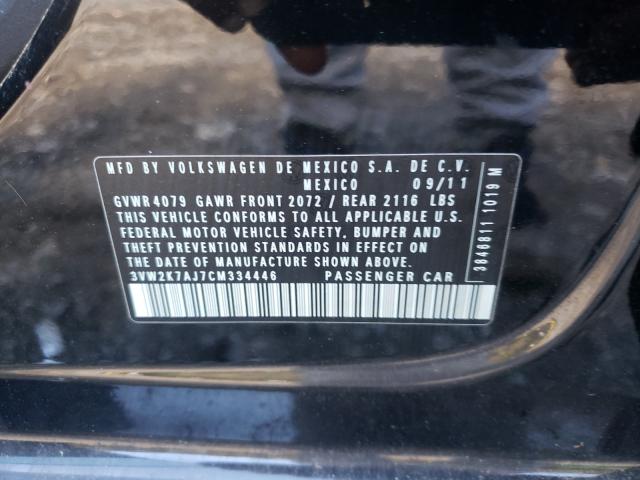 MFD BY VOLKSWAGEN DE MEXICO S.A. DE C.V.
MEXICO 09/11
GVWR 4079 GAWR FRONT 2072 / REAR 2116 LBS
THIS VEHICLE CONFORMS TO ALL APPLICABLE U.S.
FEDERAL MOTOR VEHICLE SAFETY, BUMPER AND
THEFT PREVENTION STANDARDS IN EFFECT ON
THE DATE OF MANUFACTURE SHOWN ABOVE.
3VW2K7AJ7CM334446 PASSENGER CAR
3846811 1019 M